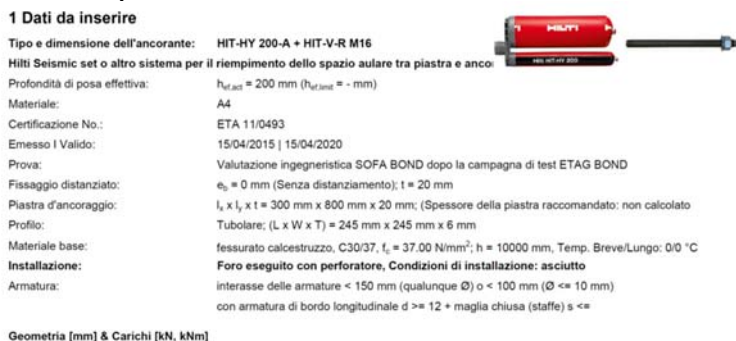 1 Dati da inserire
Tipo e dimensione dell'ancorante: HIT-HY 200-A + HIT-V-R M16
Hilti Seismic set o altro sistema per il riempimento dello spazio aulare tra piastra e anco
Profondità di posa effettiva: hef,act = 200 mm (hef,limit = - mm)
Materiale: A4
Certificazione No.: ETA 11/0493
Emesso I Valido: 15/04/2015 | 15/04/2020
Prova: Valutazione ingegneristica SOFA BOND dopo la campagna di test ETAG BOND
Fissaggio distanziato: eb = 0 mm (Senza distanziamento); t = 20 mm
Piastra d'ancoraggio: lx x ly x t = 300 mm x 800 mm x 20 mm; (Spessore della piastra raccomandato: non calcolato
Profilo: Tubolare; (L x W x T) = 245 mm x 245 mm x 6 mm
Materiale base: fessurato calcestruzzo, C30/37, fc = 37.00 N/mm²; h = 10000 mm, Temp. Breve/Lungo: 0/0 °C
Installazione: Foro eseguito con perforatore, Condizioni di installazione: asciutto
Armatura: interasse delle armature < 150 mm (qualunque Ø) o < 100 mm (Ø <= 10 mm)
con armatura di bordo longitudinale d >= 12 + maglia chiusa (staffe) s <=
Geometria [mm] & Carichi [kN, kNm]
HILTI
Hilti HIT-HY 200